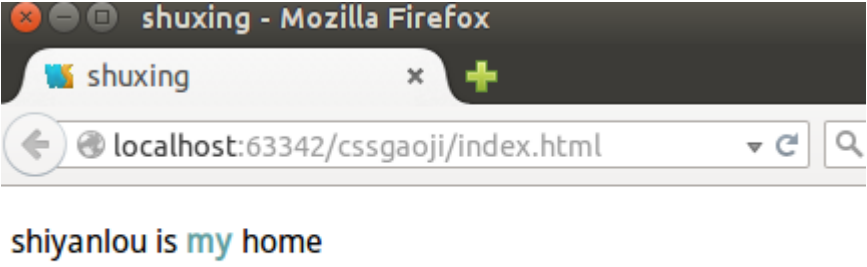 shuxing - Mozilla Firefox
shuxing
localhost:63342/cssgaoji/index.html
shiyanlou is my home